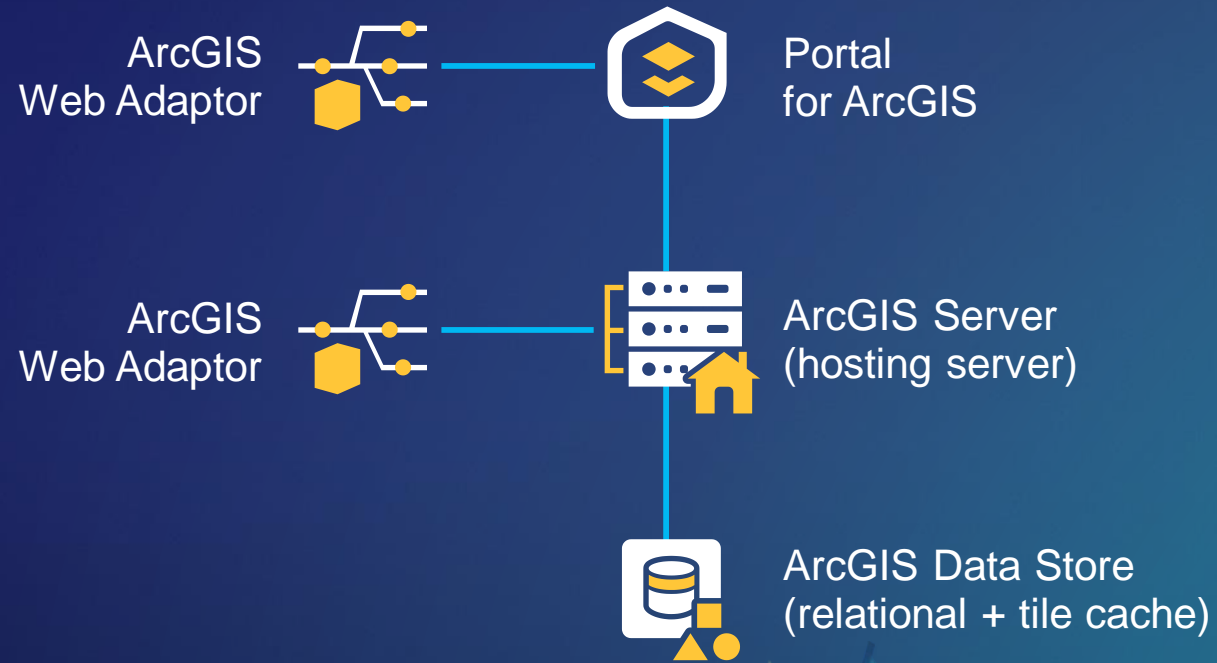 ArcGIS
Web Adaptor
Portal
for ArcGIS
ArcGIS
Web Adaptor
ArcGIS Server
(hosting server)
ArcGIS Data Store
(relational + tile cache)